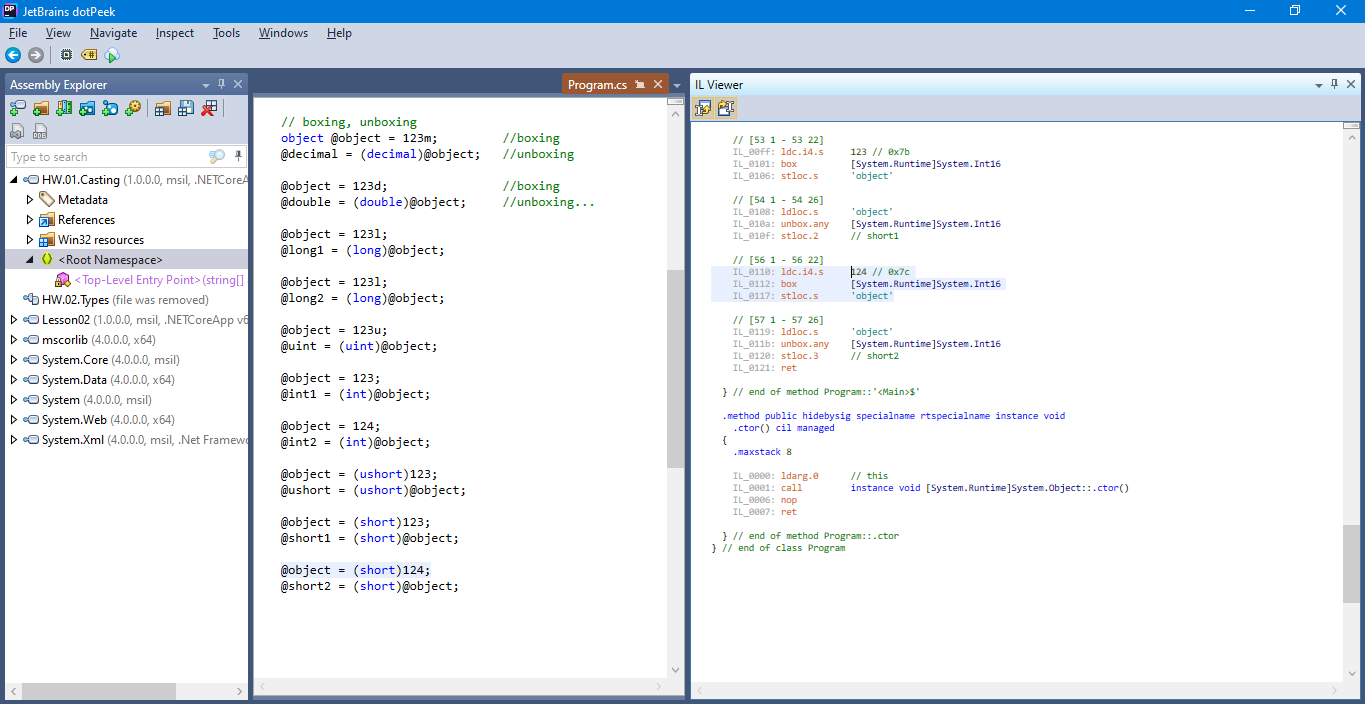 JetBrains dotPeek
File View Navigate Inspect Tools Windows Help
Assembly Explorer
Type to search
HW.01.Casting (1.0.0.0, msil, .NETCoreA
Metadata
References
Win32 resources
<Root Namespace>
<Top-Level Entry Point>(string[]
HW.02.Types (file was removed)
Lesson02 (1.0.0.0, msil, .NETCoreApp v6
mscorlib (4.0.0.0, x64)
System.Core (4.0.0.0, msil)
System.Data (4.0.0.0, x64)
System (4.0.0.0, msil)
System.Web (4.0.0.0, x64)
System.Xml (4.0.0.0, msil, .Net Framewo
Program.cs
// boxing, unboxing
object @object = 123m; //boxing
@decimal = (decimal)@object; //unboxing
@object = 123d; //boxing
@double = (double)@object; //unboxing...
@object = 123l;
@long1 = (long)@object;
@object = 123l;
@long2 = (long)@object;
@object = 123u;
@uint = (uint)@object;
@object = 123;
@int1 = (int)@object;
@object = 124;
@int2 = (int)@object;
@object = (ushort)123;
@ushort = (ushort)@object;
@object = (short)123;
@short1 = (short)@object;
@object = (short)124;
@short2 = (short)@object;
IL Viewer
// [53 1 - 53 22]
IL_00ff: ldc.i4.s 123 // 0x7b
IL_0101: box [System.Runtime]System.Int16
IL_0106: stloc.s 'object'
// [54 1 - 54 26]
IL_0108: ldloc.s 'object'
IL_010a: unbox.any [System.Runtime]System.Int16
IL_010f: stloc.2 // short1
// [56 1 - 56 22]
IL_0110: ldc.i4.s 124 // 0x7c
IL_0112: box [System.Runtime]System.Int16
IL_0117: stloc.s 'object'
// [57 1 - 57 26]
IL_0119: ldloc.s 'object'
IL_011b: unbox.any [System.Runtime]System.Int16
IL_0120: stloc.3 // short2
IL_0121: ret
} // end of method Program::'<Main>$'
.method public hidebysig specialname rtspecialname instance void
.ctor() cil managed
{
.maxstack 8
IL_0000: ldarg.0 // this
IL_0001: call instance void [System.Runtime]System.Object::.ctor()
IL_0006: nop
IL_0007: ret
} // end of method Program::.ctor
} // end of class Program